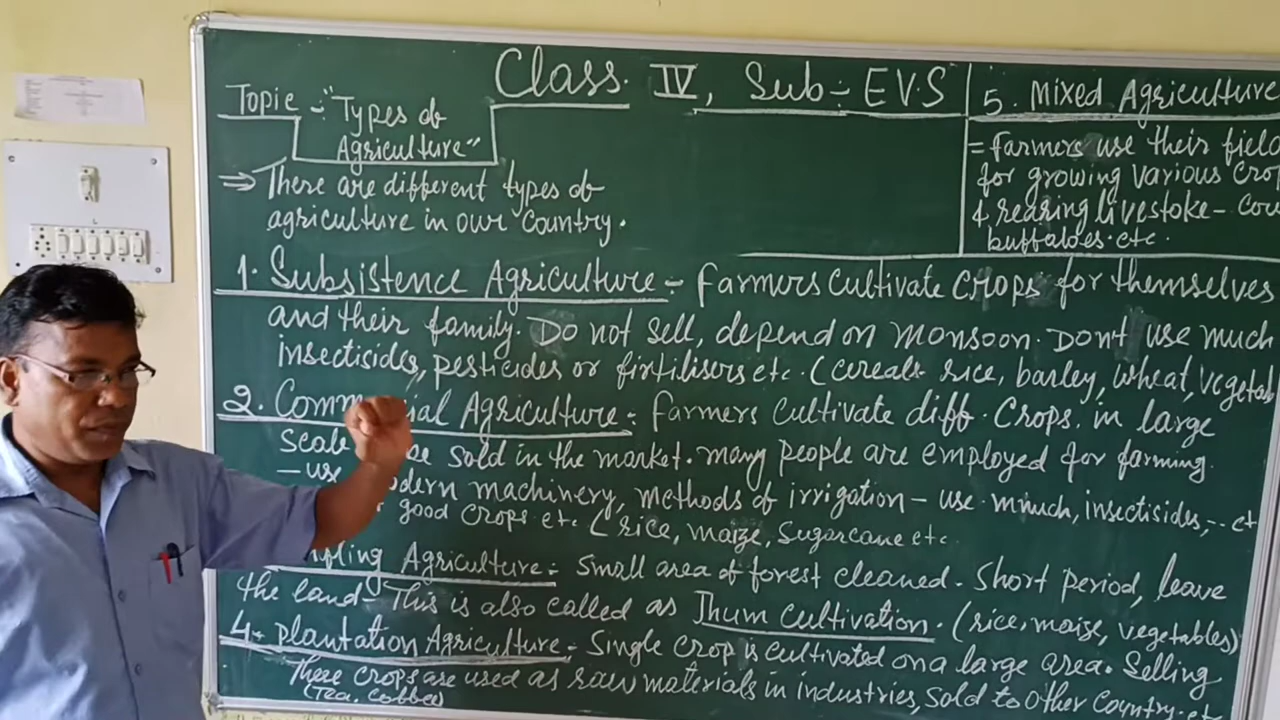 Class. IV, Sub:- EVS
Topic :- "Types of
Agriculture"
⇒ There are different types of
agriculture in our country.
5. Mixed Agriculture
= Farmers use their field
for growing various crop
& rearing livestoke - cow
buffaloes. etc.
1. Subsistence Agriculture :- Farmers cultivate crops for themselves
and their family. Do not sell, depend on monsoon. Dont use much
insectisides, pesticides or firtilisers etc. (cereals rice, barley, wheat, vegetab
2. Comm ial Agriculture :- Farmers cultivate diff. crops in large
Scale be sold in the market. many people are employed for farming.
- use odern machinery, methods of irrigation - use much, insectisides, -- et
good crops etc. (rice, maize, Sugarcane etc.
ifting Agriculture :- Small area of forest cleaned. Short period, leave
the land - This is also called as Jhum Cultivation. (rice, maize, vegetables)
4. Plantation Agriculture :- Single crop is cultivated on a large area. Selling
These crops are used as raw materials in industries, sold to other country. et
(Tea, coffee)